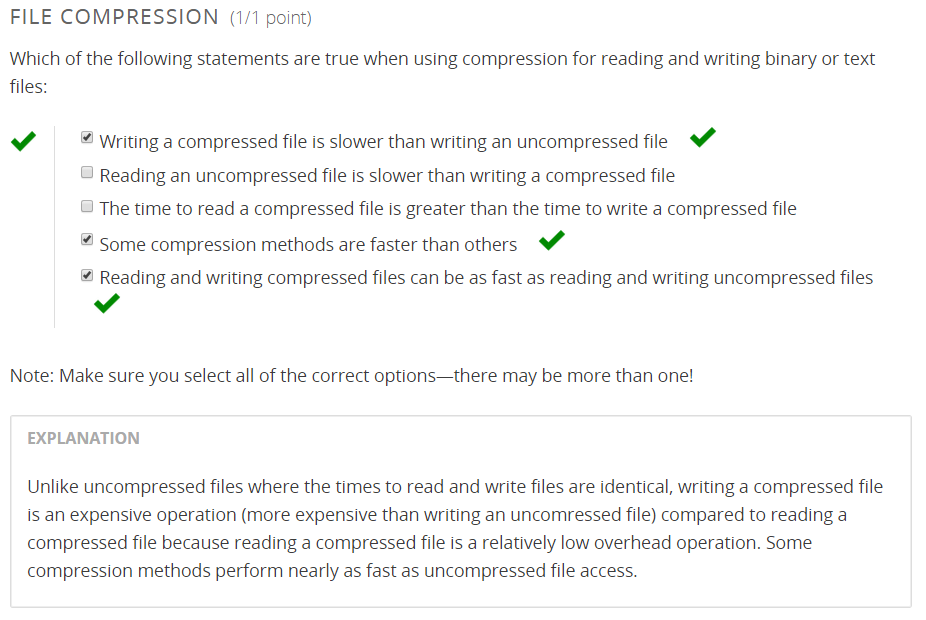 FILE COMPRESSION (1/1 point)
Which of the following statements are true when using compression for reading and writing binary or text
files:
Writing a compressed file is slower than writing an uncompressed file
Reading an uncompressed file is slower than writing a compressed file
The time to read a compressed file is greater than the time to write a compressed file
Some compression methods are faster than others
Reading and writing compressed files can be as fast as reading and writing uncompressed files
Note: Make sure you select all of the correct options—there may be more than one!
EXPLANATION
Unlike uncompressed files where the times to read and write files are identical, writing a compressed file
is an expensive operation (more expensive than writing an uncomressed file) compared to reading a
compressed file because reading a compressed file is a relatively low overhead operation. Some
compression methods perform nearly as fast as uncompressed file access.